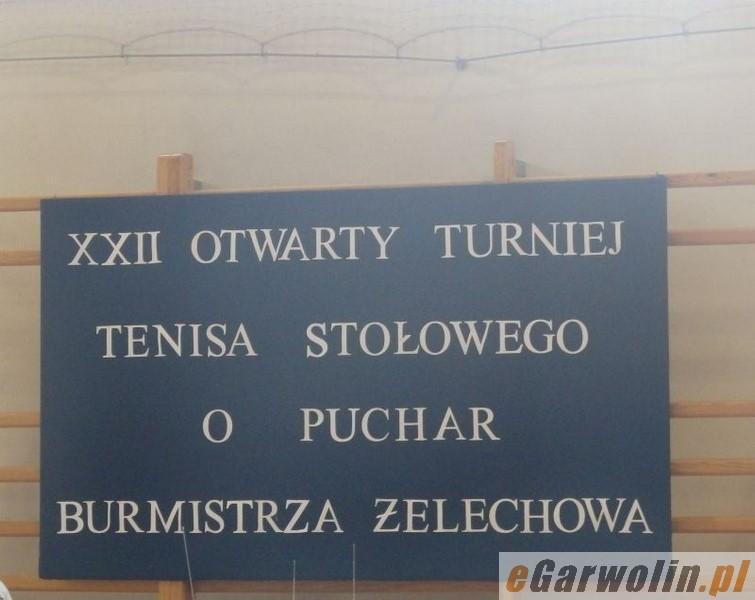 XXII OTWARTY TURNIEJ
TENISA STOŁOWEGO
O PUCHAR
BURMISTRZA ŻELECHOWA
eGarwolin.pl